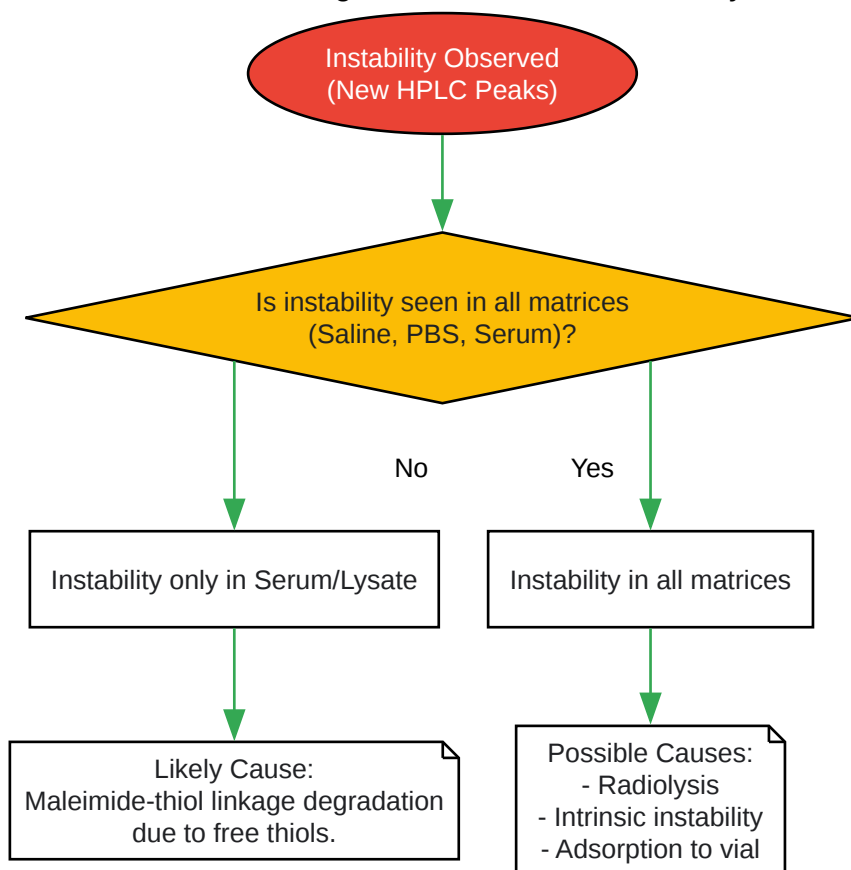 Instability Observed
(New HPLC Peaks)
Is instability seen in all matrices
(Saline, PBS, Serum)?
No
Yes
Instability only in Serum/Lysate
Instability in all matrices
Likely Cause:
Maleimide-thiol linkage degradation
due to free thiols.
Possible Causes:
- Radiolysis
- Intrinsic instability
- Adsorption to vial